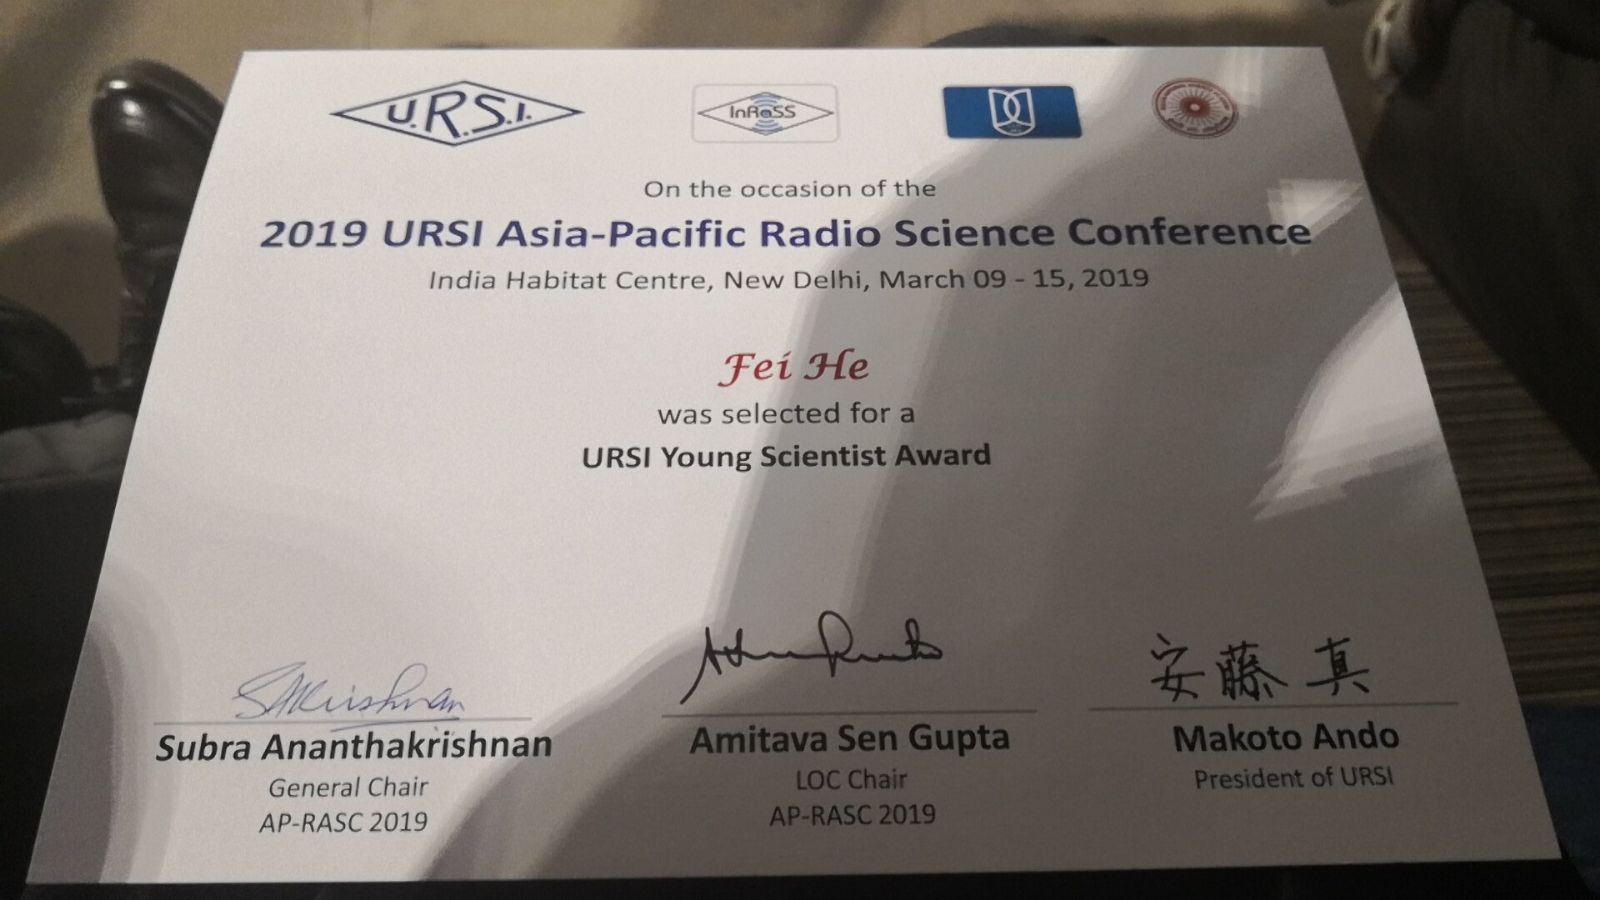 U.R.S.I.
InRaSS
On the occasion of the
2019 URSI Asia-Pacific Radio Science Conference
India Habitat Centre, New Delhi, March 09 - 15, 2019
Fei He
was selected for a
URSI Young Scientist Award
SAKrishnan
安藤 真
Subra Ananthakrishnan
Amitava Sen Gupta
Makoto Ando
General Chair
LOC Chair
President of URSI
AP-RASC 2019
AP-RASC 2019